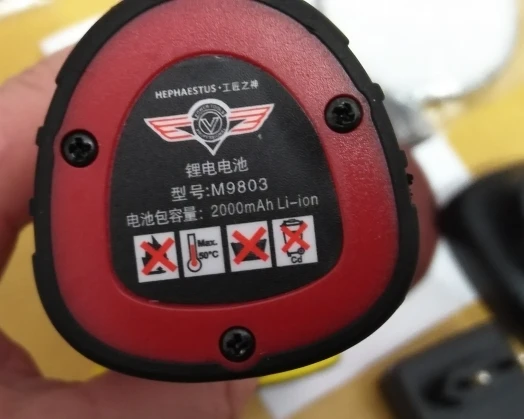 HEPHAESTUS·工匠之神
锂电电池
型号:M9803
电池包容量: 2000mAh Li-ion
Max.
50°C
Cd